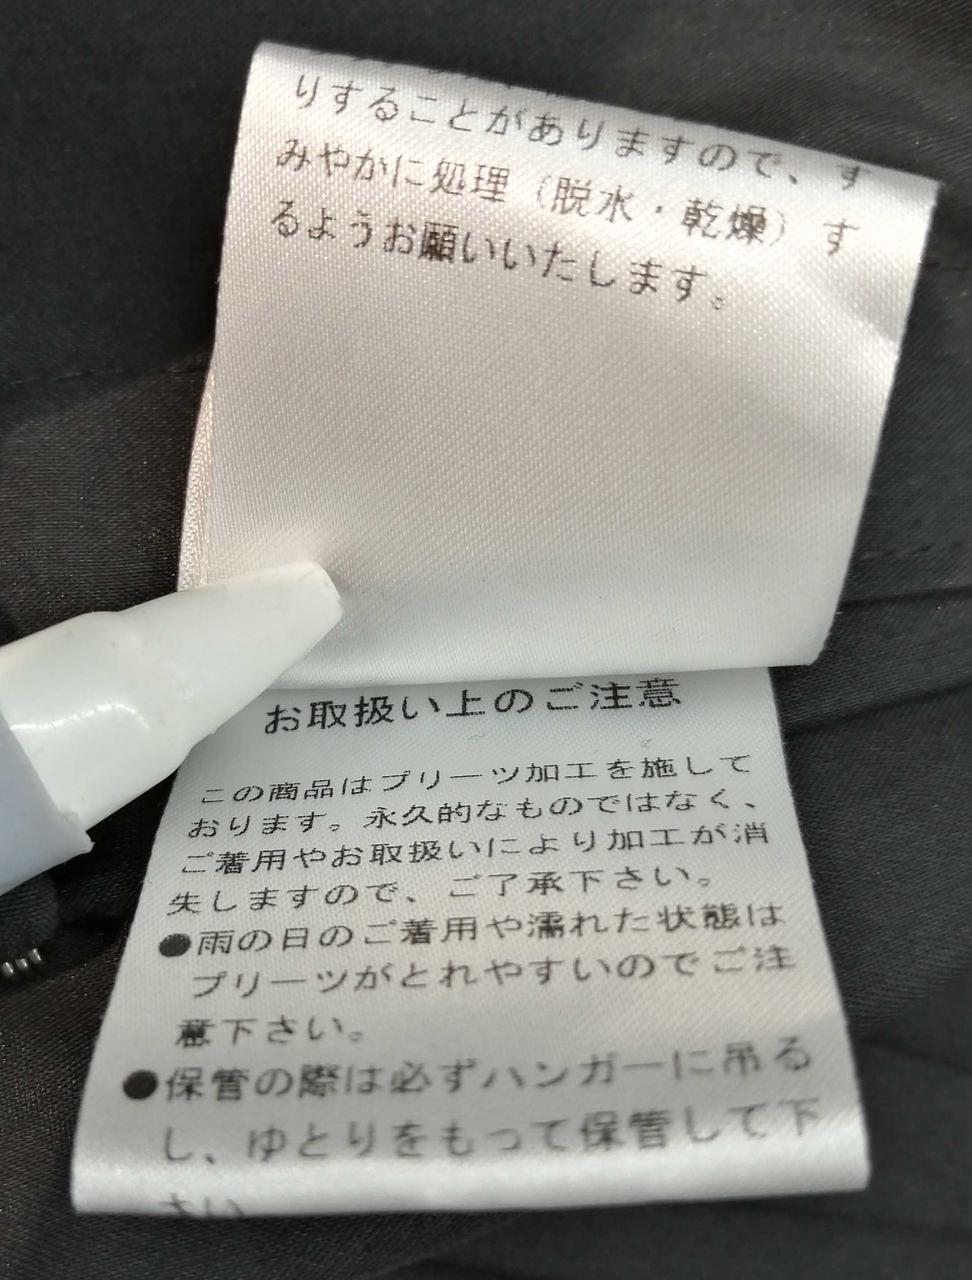 りすることがありますので、す
みやかに処理（脱水・乾燥）す
るようお願いいたします。
お取扱い上のご注意
この商品はプリーツ加工を施して
おります。永久的なものではなく、
ご着用やお取扱いにより加工が消
失しますので、ご了承下さい。
●雨の日のご着用や濡れた状態は
プリーツがとれやすいのでご注
意下さい。
●保管の際は必ずハンガーに吊る
し、ゆとりをもって保管して下
さい